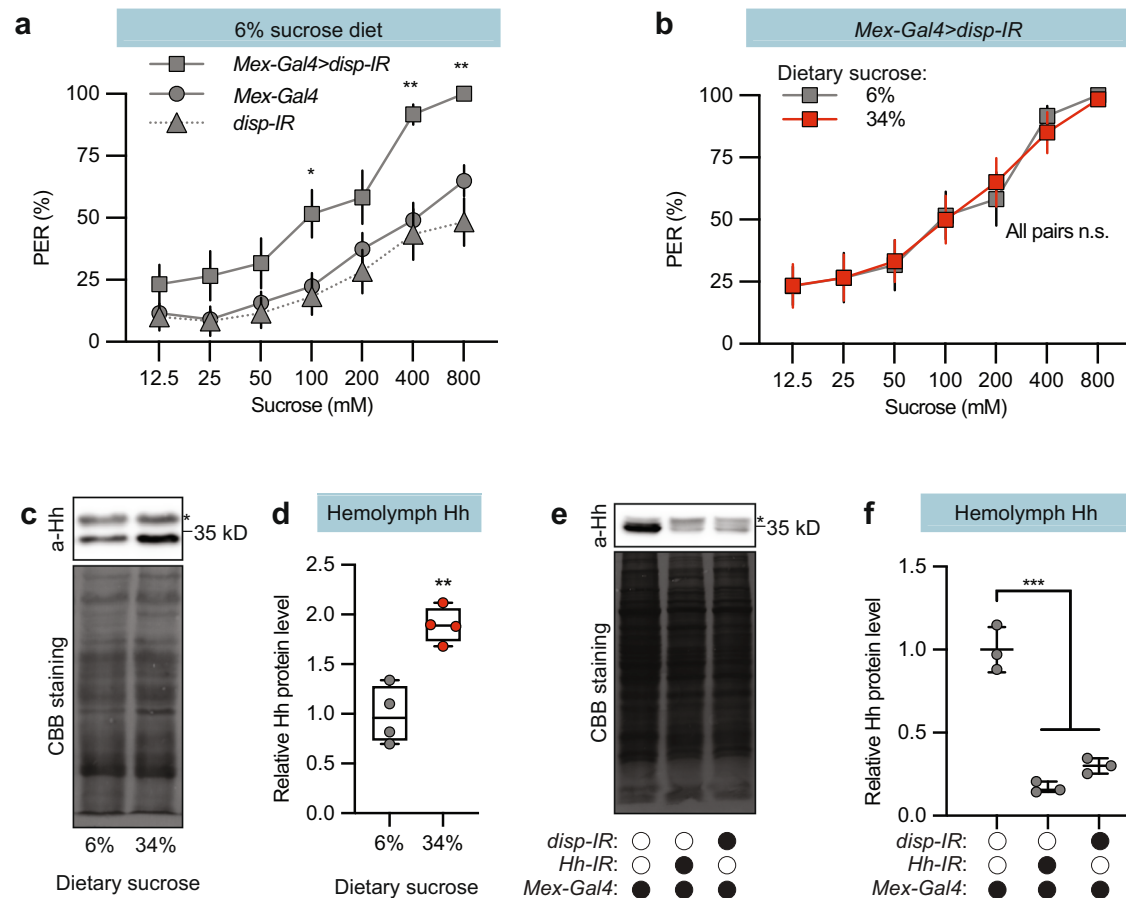 a
6% sucrose diet
Mex-Gal4>disp-IR
Mex-Gal4
disp-IR
**
**
*
100
75
50
25
0
PER (%)
12.5 25 50 100 200 400 800
Sucrose (mM)
b
Mex-Gal4>disp-IR
Dietary sucrose:
6%
34%
100
75
50
25
0
PER (%)
All pairs n.s.
12.5 25 50 100 200 400 800
Sucrose (mM)
c
a-Hh
*
35 kD
CBB staining
6% 34%
Dietary sucrose
d
Hemolymph Hh
**
2.5
2.0
1.5
1.0
0.5
0.0
Relative Hh protein level
6% 34%
Dietary sucrose
e
a-Hh
*
35 kD
CBB staining
disp-IR:
Hh-IR:
Mex-Gal4:
f
Hemolymph Hh
***
1.5
1.0
0.5
0.0
Relative Hh protein level
disp-IR:
Hh-IR:
Mex-Gal4: